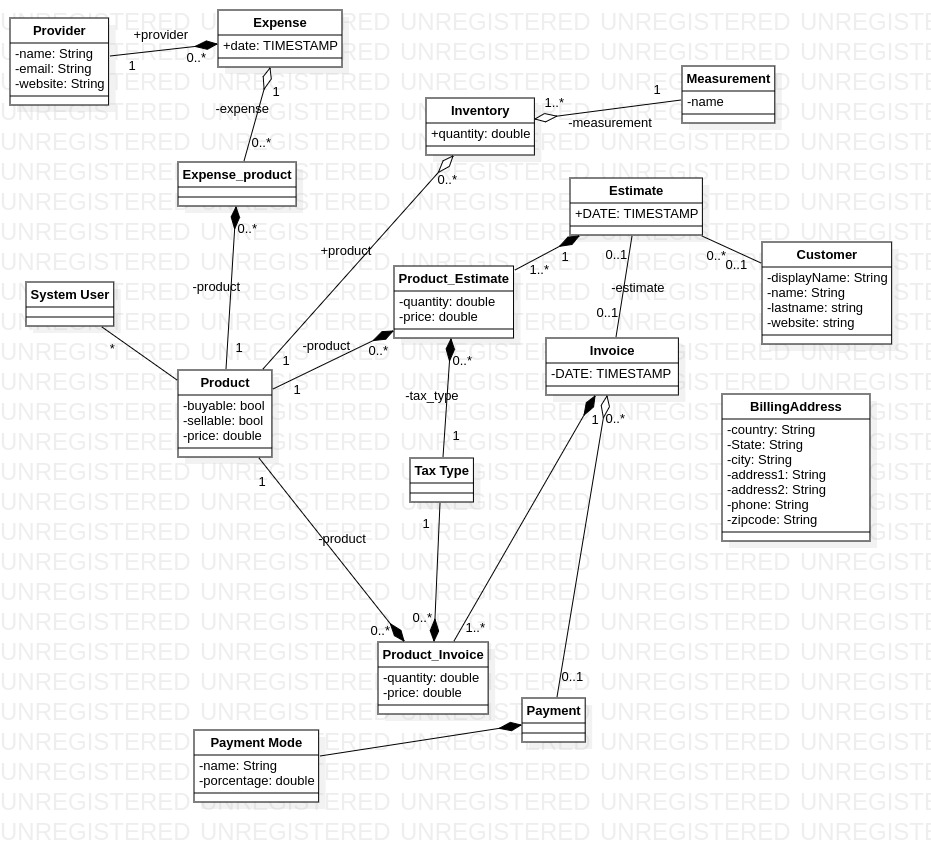 Provider
-name: String
-email: String
-website: String
+provider
1
0..*
Expense
+date: TIMESTAMP
1
-expense
0..*
Expense_product
0..*
-product
1
Inventory
+quantity: double
1..*
-measurement
1
Measurement
-name
0..*
+product
1
Estimate
+DATE: TIMESTAMP
1
1..*
0..1
-estimate
0..1
0..*
0..1
Customer
-displayName: String
-name: String
-lastname: string
-website: string
Product_Estimate
-quantity: double
-price: double
System User
*
-product
0..*
1
Product
-buyable: bool
-sellable: bool
-price: double
0..*
-tax_type
1
Invoice
-DATE: TIMESTAMP
1
0..*
BillingAddress
-country: String
-State: String
-city: String
-address1: String
-address2: String
-phone: String
-zipcode: String
Tax Type
1
1
-product
0..*
0..*
1..*
Product_Invoice
-quantity: double
-price: double
0..1
Payment
Payment Mode
-name: String
-porcentage: double
UNREGISTERED